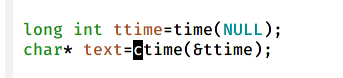 long int ttime=time(NULL);
char* text=ctime(&ttime);